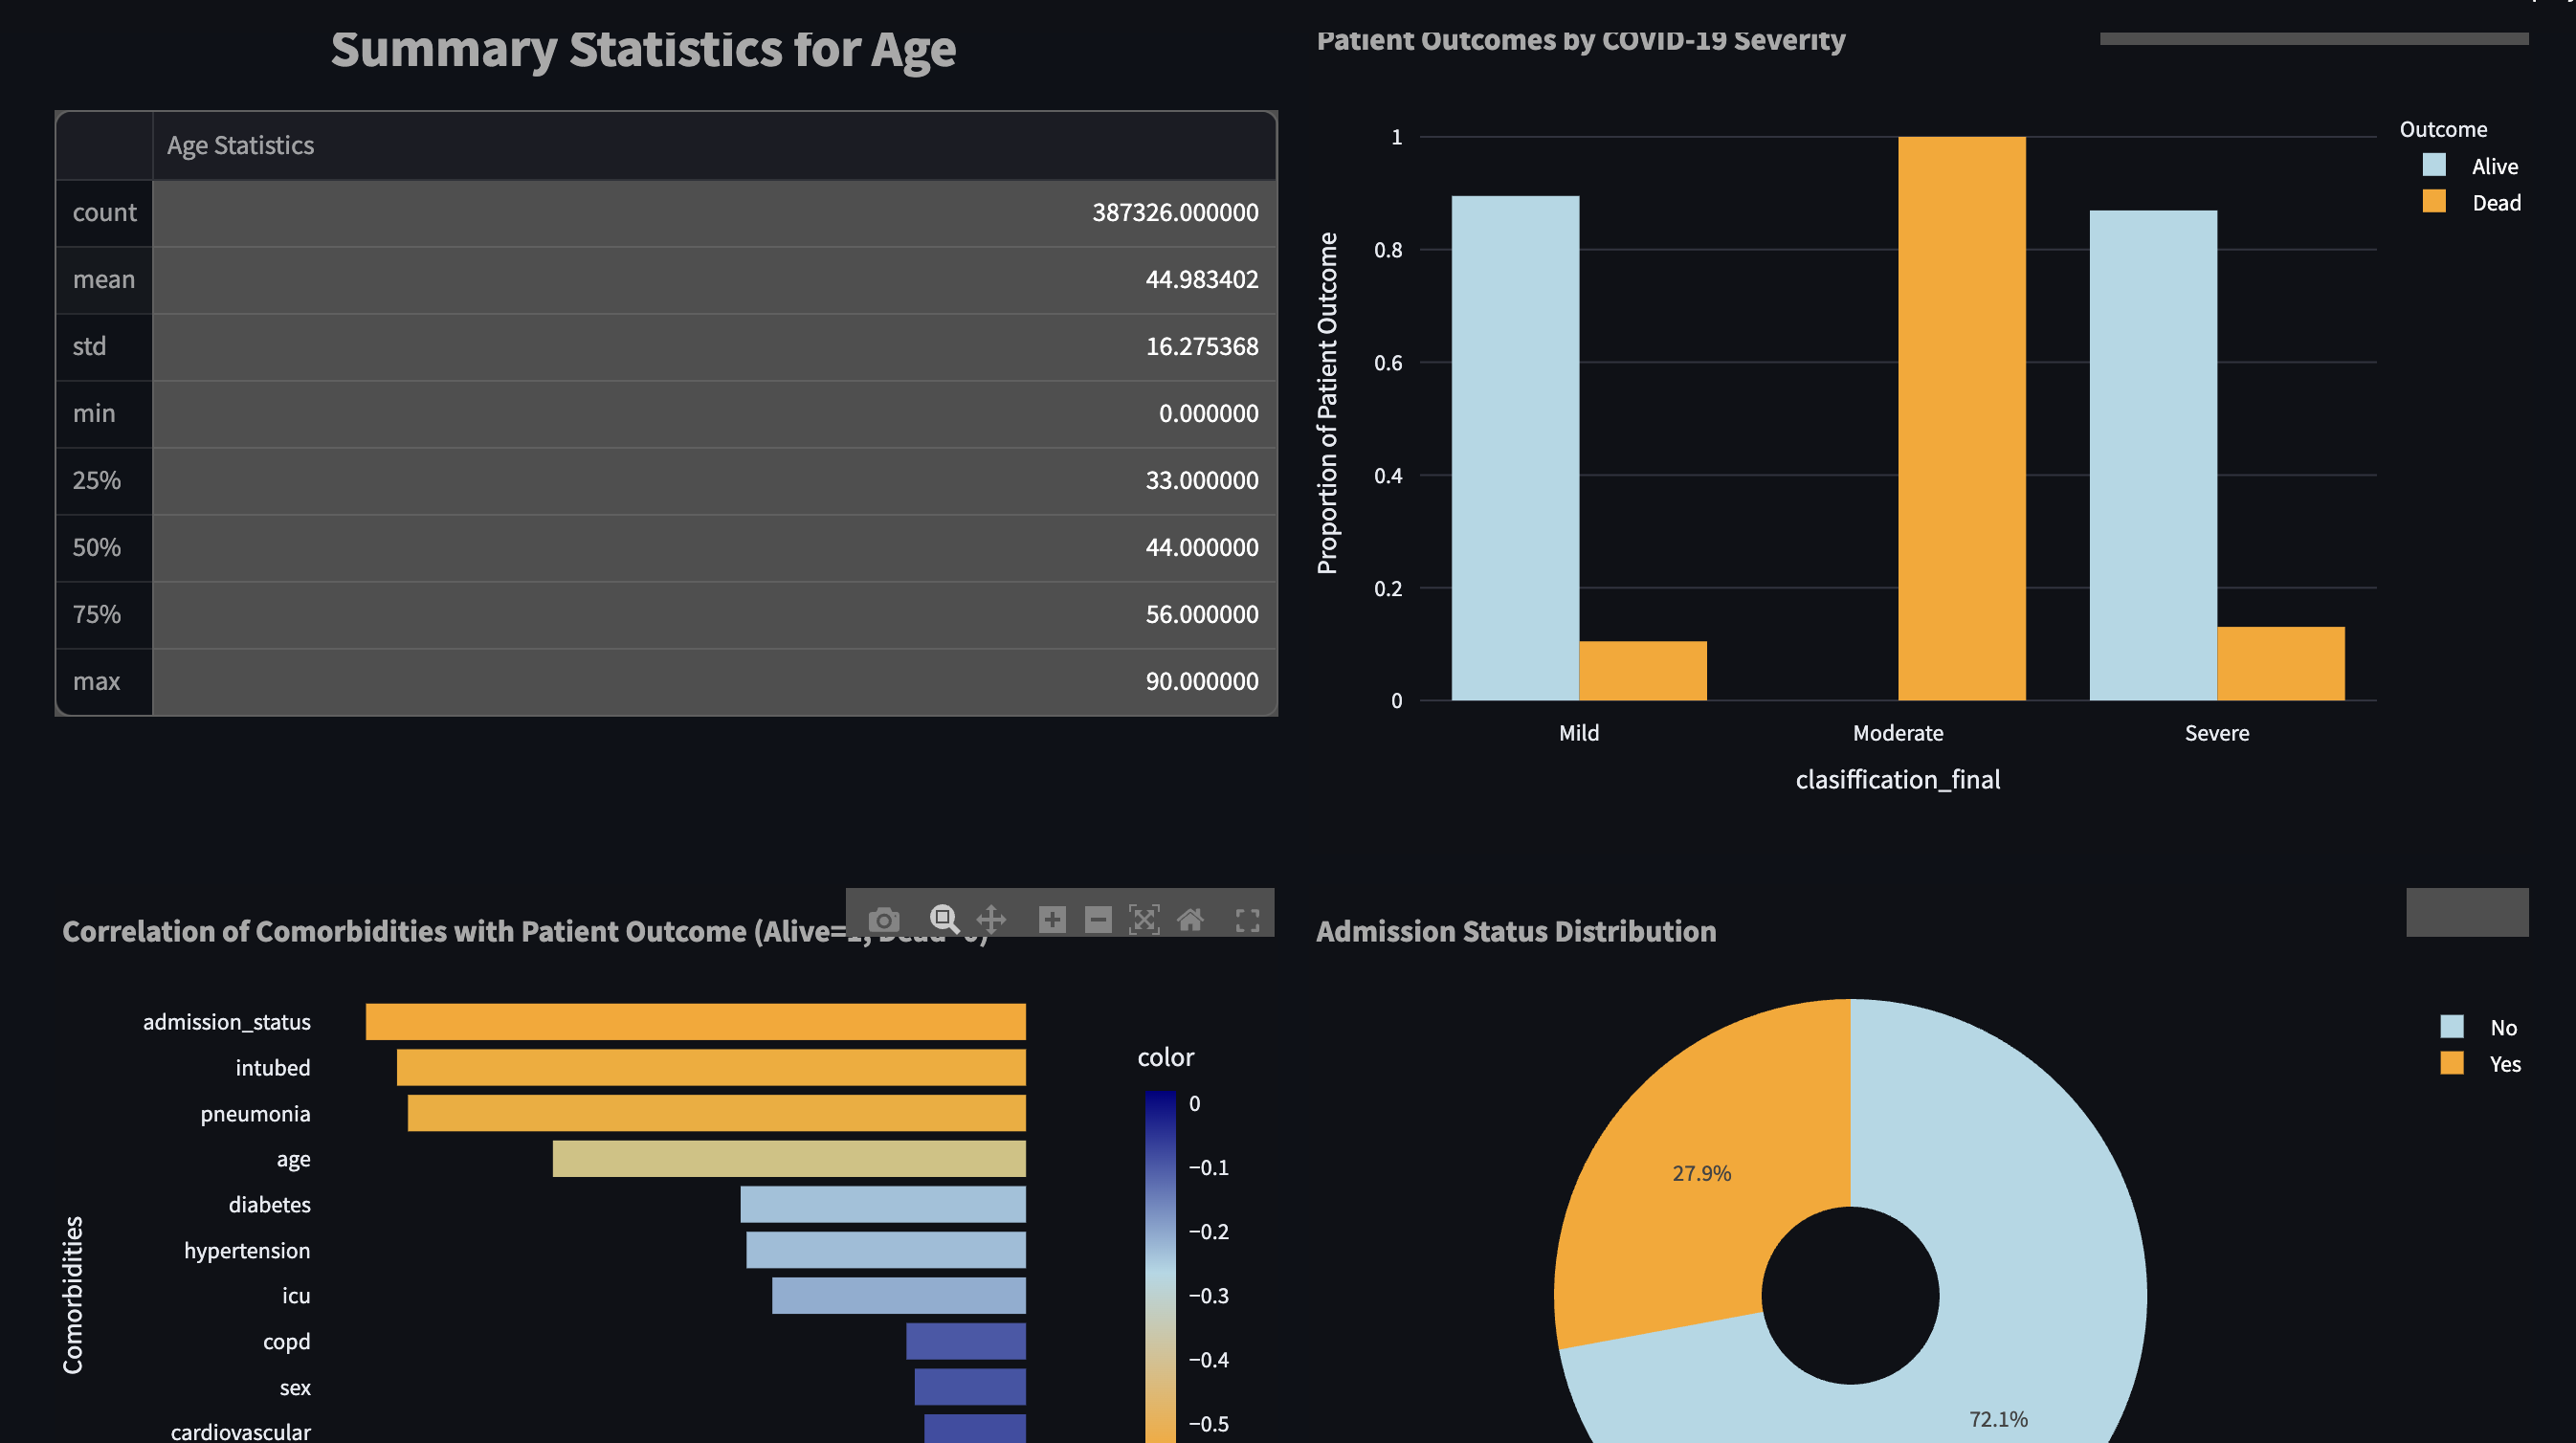 Summary Statistics for Age
Age Statistics
count 387326.000000
mean 44.983402
std 16.275368
min 0.000000
25% 33.000000
50% 44.000000
75% 56.000000
max 90.000000
Patient Outcomes by COVID-19 Severity
Outcome
Alive
Dead
Proportion of Patient Outcome
1
0.8
0.6
0.4
0.2
0
Mild Moderate Severe
clasiffication_final
Correlation of Comorbidities with Patient Outcome (Alive=
Comorbidities
admission_status
intubed
pneumonia
age
diabetes
hypertension
icu
copd
sex
cardiovascular
color
0
−0.1
−0.2
−0.3
−0.4
−0.5
Admission Status Distribution
No
Yes
27.9%
72.1%